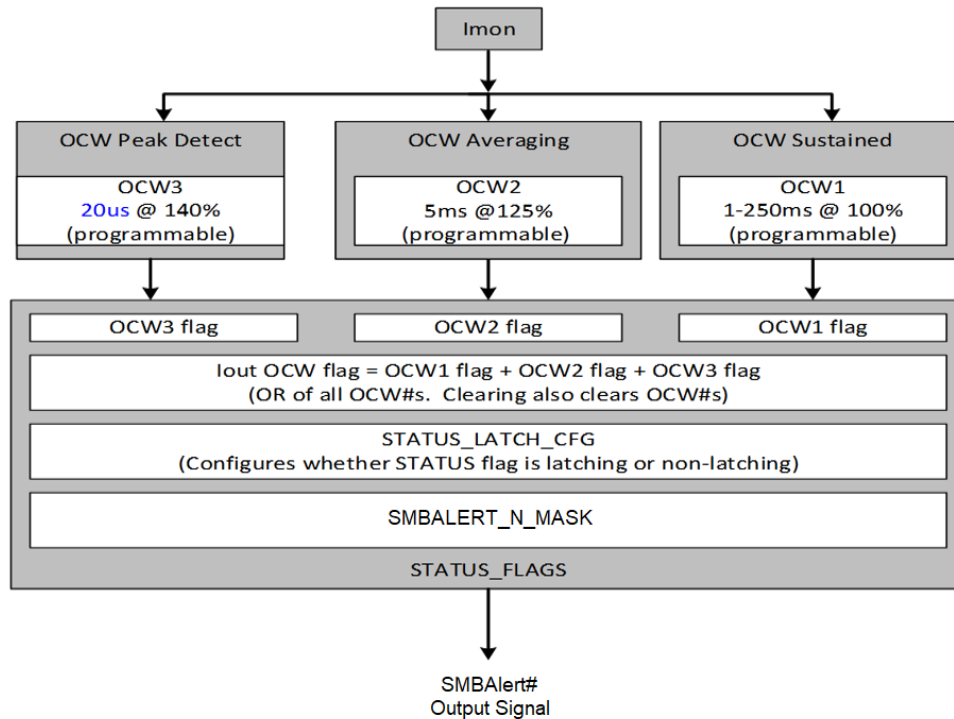 Imon
OCW Peak Detect
OCW3
20us @ 140%
(programmable)
OCW Averaging
OCW2
5ms @125%
(programmable)
OCW Sustained
OCW1
1-250ms @ 100%
(programmable)
OCW3 flag
OCW2 flag
OCW1 flag
Iout OCW flag = OCW1 flag + OCW2 flag + OCW3 flag
(OR of all OCW#s.  Clearing also clears OCW#s)
STATUS_LATCH_CFG
(Configures whether STATUS flag is latching or non-latching)
SMBALERT_N_MASK
STATUS_FLAGS
SMBAlert#
Output Signal